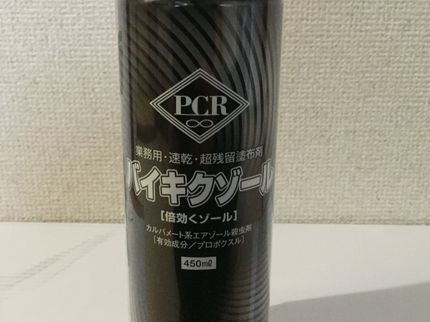 PCR
∞
業務用・速乾・超残留塗布剤
バイキクゾール
[倍効くゾール]
カルバメート系エアゾール殺虫剤
[有効成分/プロポクスル]
450㎖